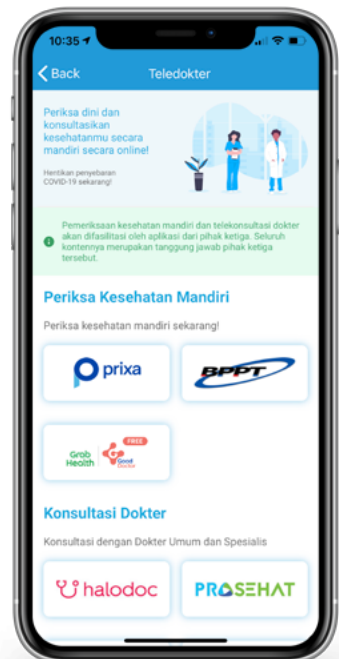 10:35
Back
Teledokter
Periksa dini dan
konsultasikan
kesehatanmu secara
mandiri secara online!
Hentikan penyebaran
COVID-19 sekarang!
Pemeriksaan kesehatan mandiri dan telekonsultasi dokter
akan difasilitasi oleh aplikasi dari pihak ketiga. Seluruh
kontennya merupakan tanggung jawab pihak ketiga
tersebut.
Periksa Kesehatan Mandiri
Periksa kesehatan mandiri sekarang!
prixa
BPPT
Grab
Health
FREE
Good
Doctor
Konsultasi Dokter
Konsultasi dengan Dokter Umum dan Spesialis
halodoc
PROSEHAT